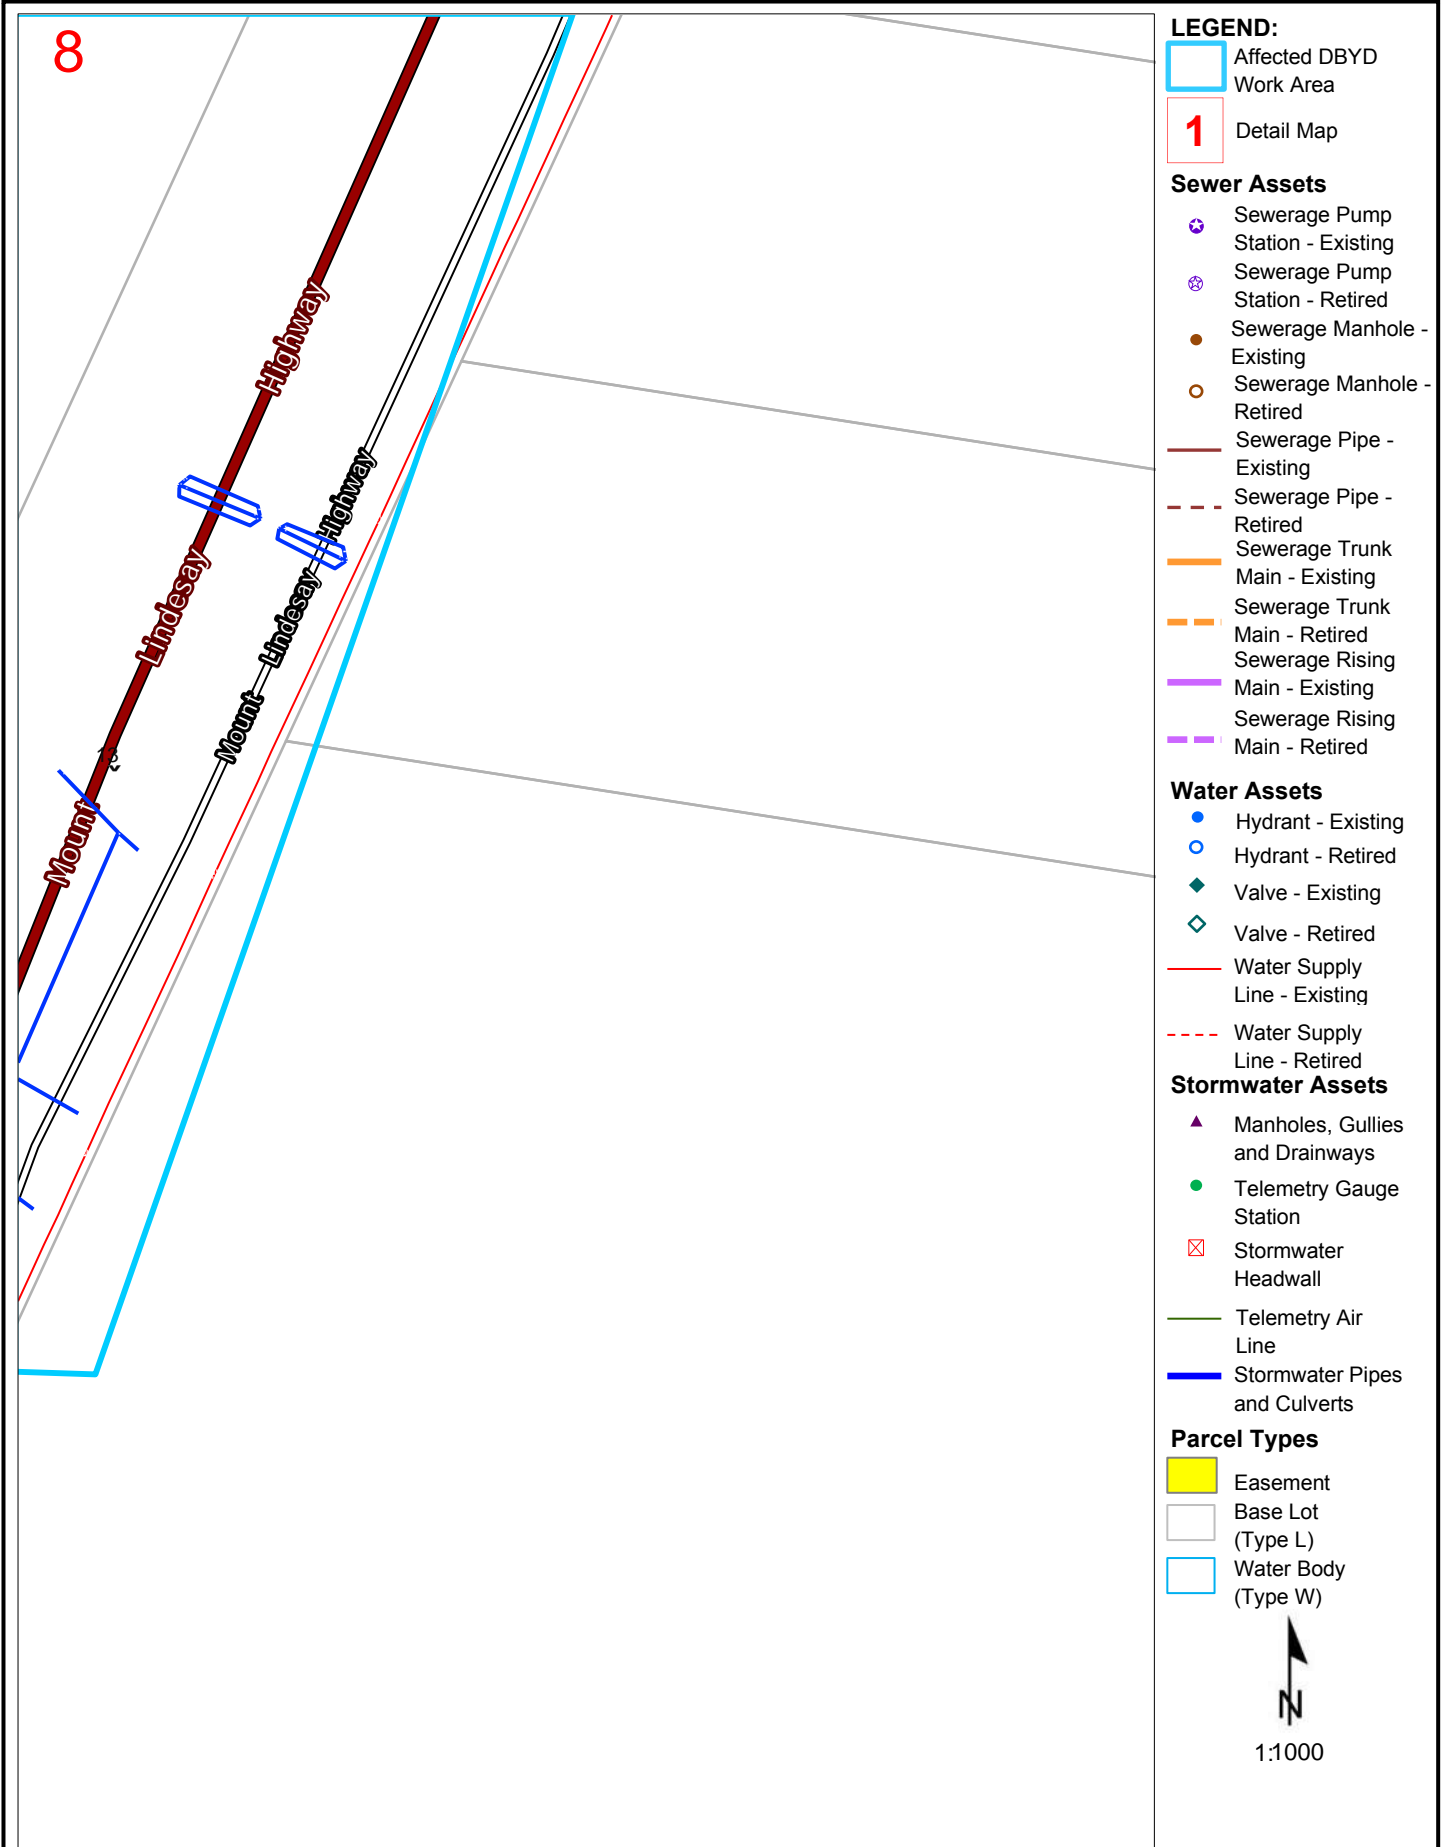 8
Highway
Lindesay
Mount
Highway
Lindesay
Mount
LEGEND:
Affected DBYD
Work Area
1
Detail Map
Sewer Assets
Sewerage Pump
Station - Existing
Sewerage Pump
Station - Retired
Sewerage Manhole -
Existing
Sewerage Manhole -
Retired
Sewerage Pipe -
Existing
Sewerage Pipe -
Retired
Sewerage Trunk
Main - Existing
Sewerage Trunk
Main - Retired
Sewerage Rising
Main - Existing
Sewerage Rising
Main - Retired
Water Assets
Hydrant - Existing
Hydrant - Retired
Valve - Existing
Valve - Retired
Water Supply
Line - Existing
Water Supply
Line - Retired
Stormwater Assets
Manholes, Gullies
and Drainways
Telemetry Gauge
Station
Stormwater
Headwall
Telemetry Air
Line
Stormwater Pipes
and Culverts
Parcel Types
Easement
Base Lot
(Type L)
Water Body
(Type W)
N
1:1000